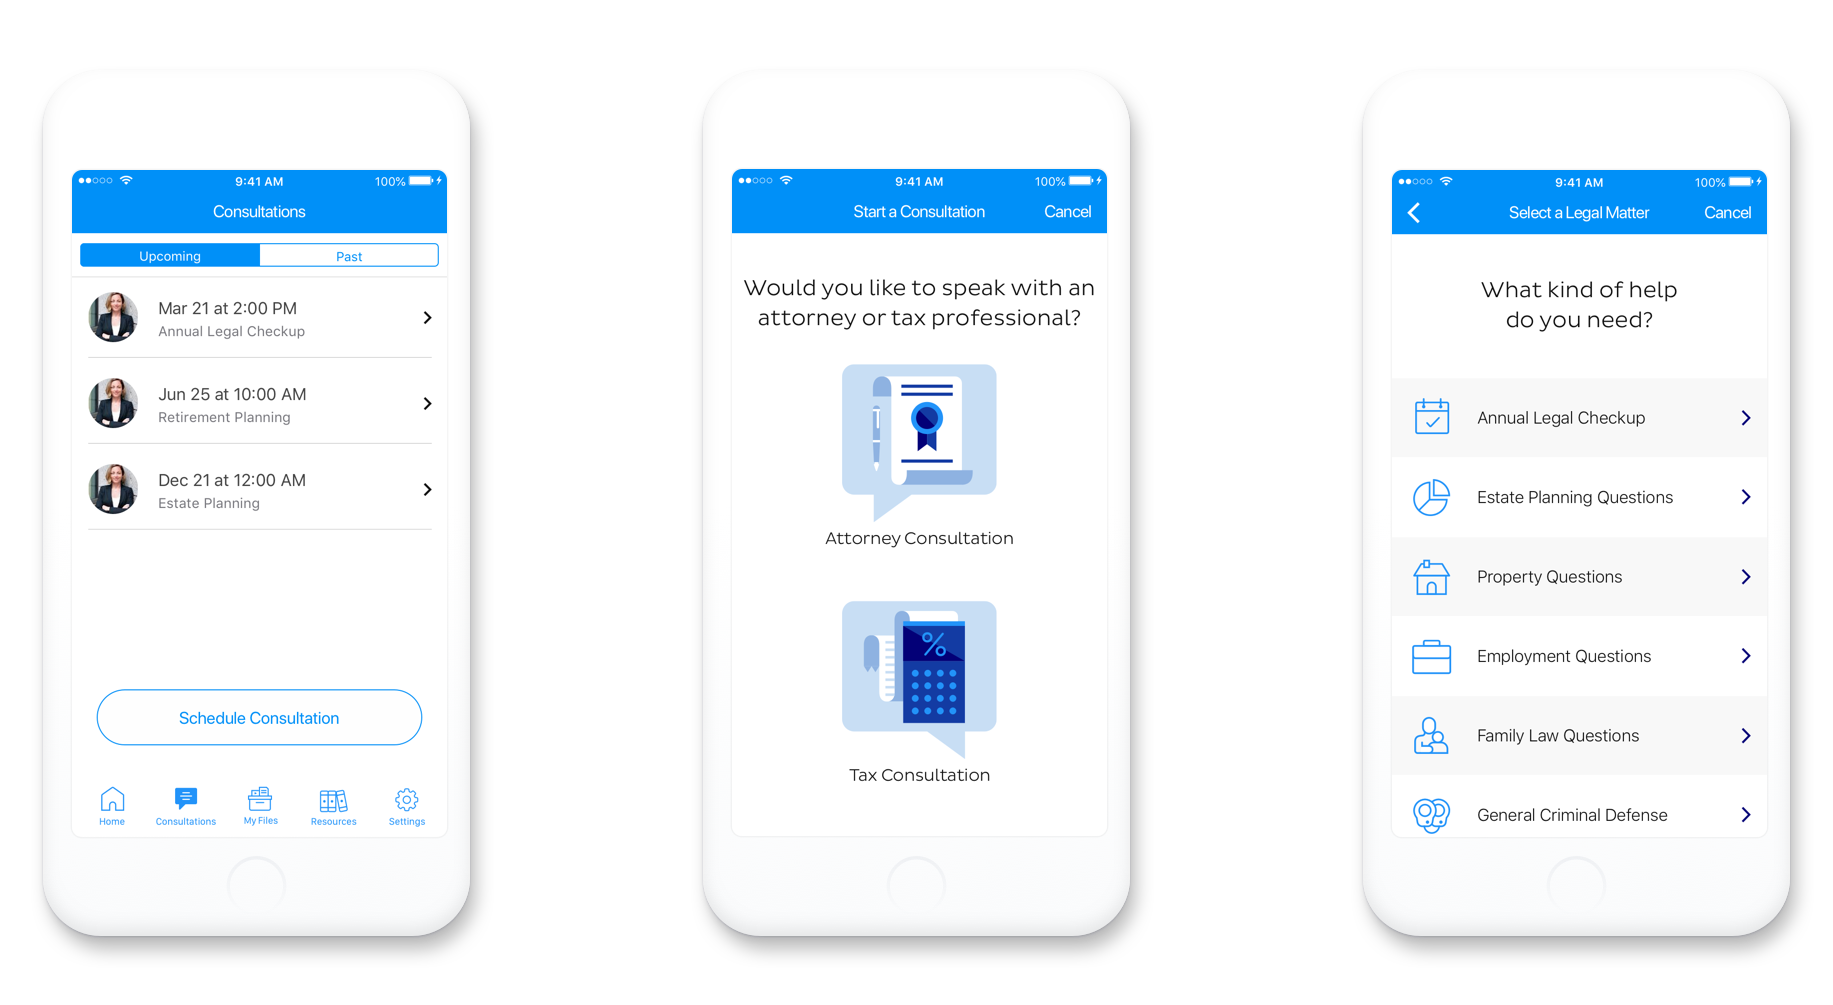 9:41 AM
100%
Consultations
Upcoming
Past
Mar 21 at 2:00 PM
Annual Legal Checkup
Jun 25 at 10:00 AM
Retirement Planning
Dec 21 at 12:00 AM
Estate Planning
Schedule Consultation
Home
Consultations
My Files
Resources
Settings
9:41 AM
100%
Start a Consultation
Cancel
Would you like to speak with an
attorney or tax professional?
Attorney Consultation
%
Tax Consultation
9:41 AM
100%
Select a Legal Matter
Cancel
What kind of help
do you need?
Annual Legal Checkup
Estate Planning Questions
Property Questions
Employment Questions
Family Law Questions
General Criminal Defense